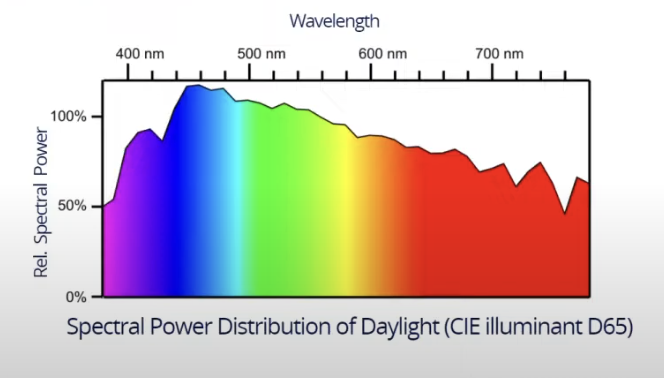 Wavelength
400 nm 500 nm 600 nm 700 nm
100%
50%
0%
Rel. Spectral Power
Spectral Power Distribution of Daylight (CIE illuminant D65)